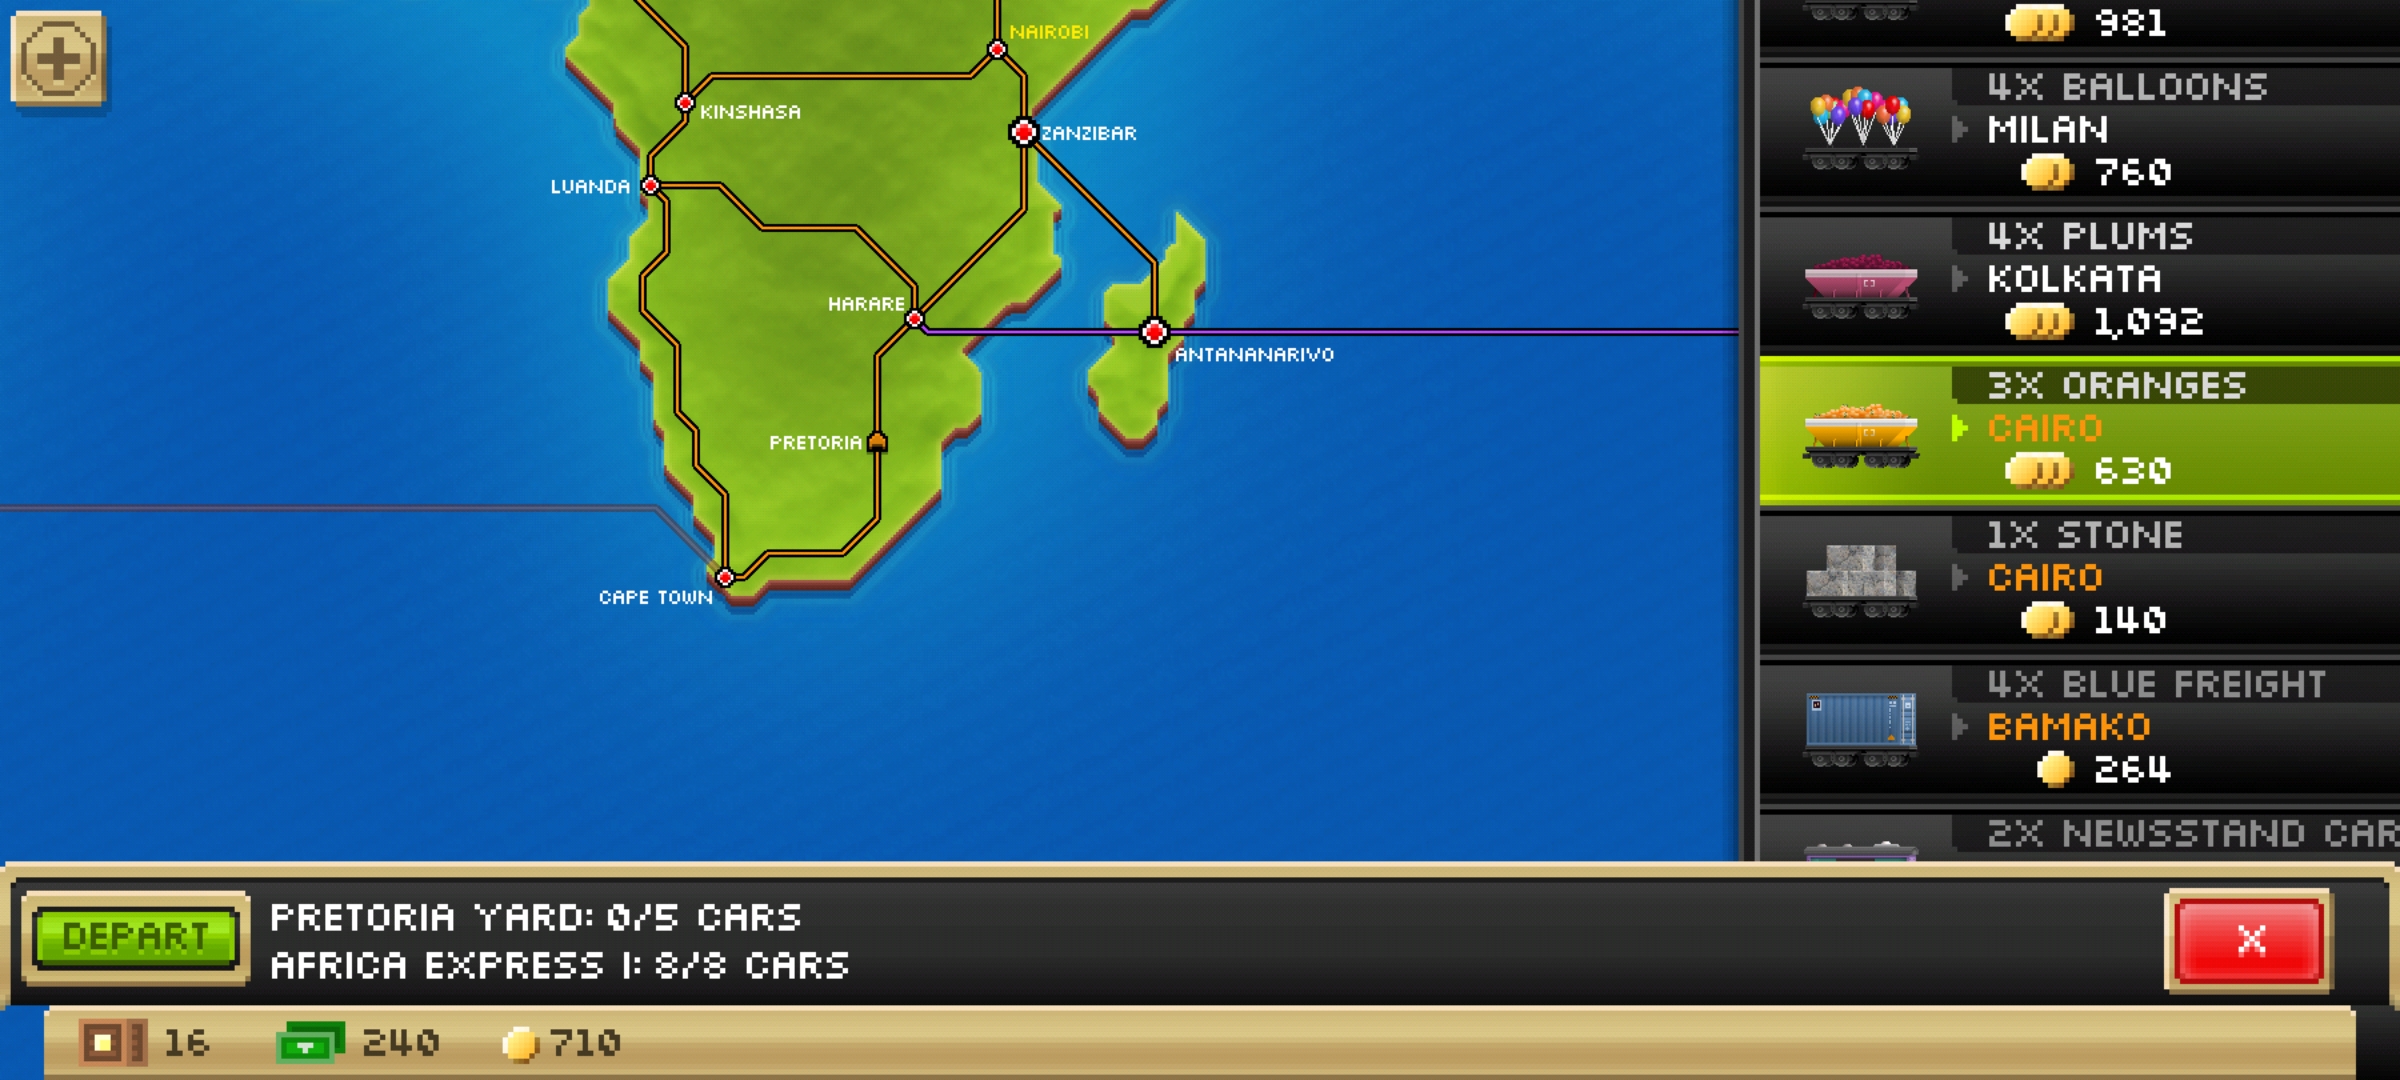 NAIROBI
KINSHASA
ZANZIBAR
LUANDA
HARARE
ANTANANARIVO
PRETORIA
CAPE TOWN
981
4X BALLOONS
MILAN
760
4X PLUMS
KOLKATA
1,092
3X ORANGES
CAIRO
630
1X STONE
CAIRO
140
4X BLUE FREIGHT
BAMAKO
264
2X NEWSSTAND CAR
DEPART
PRETORIA YARD: 0/5 CARS
AFRICA EXPRESS I: 8/8 CARS
X
16
240
710